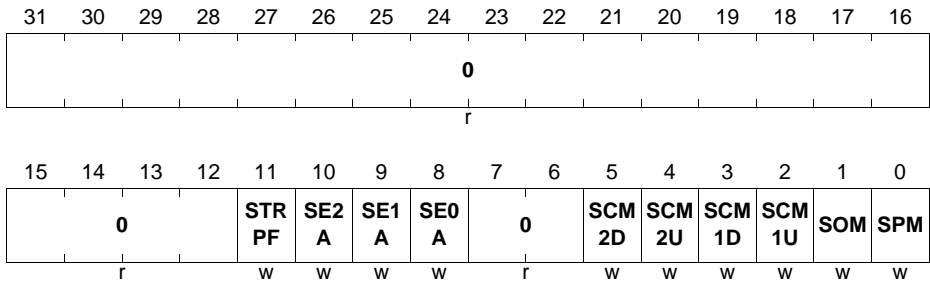 31 30 29 28 27 26 25 24 23 22 21 20 19 18 17 16
0
r
15 14 13 12 11 10 9 8 7 6 5 4 3 2 1 0
0 STR PF SE2 A SE1 A SE0 A 0 SCM 2D SCM 2U SCM 1D SCM 1U SOM SPM
r w w w w r w w w w w w